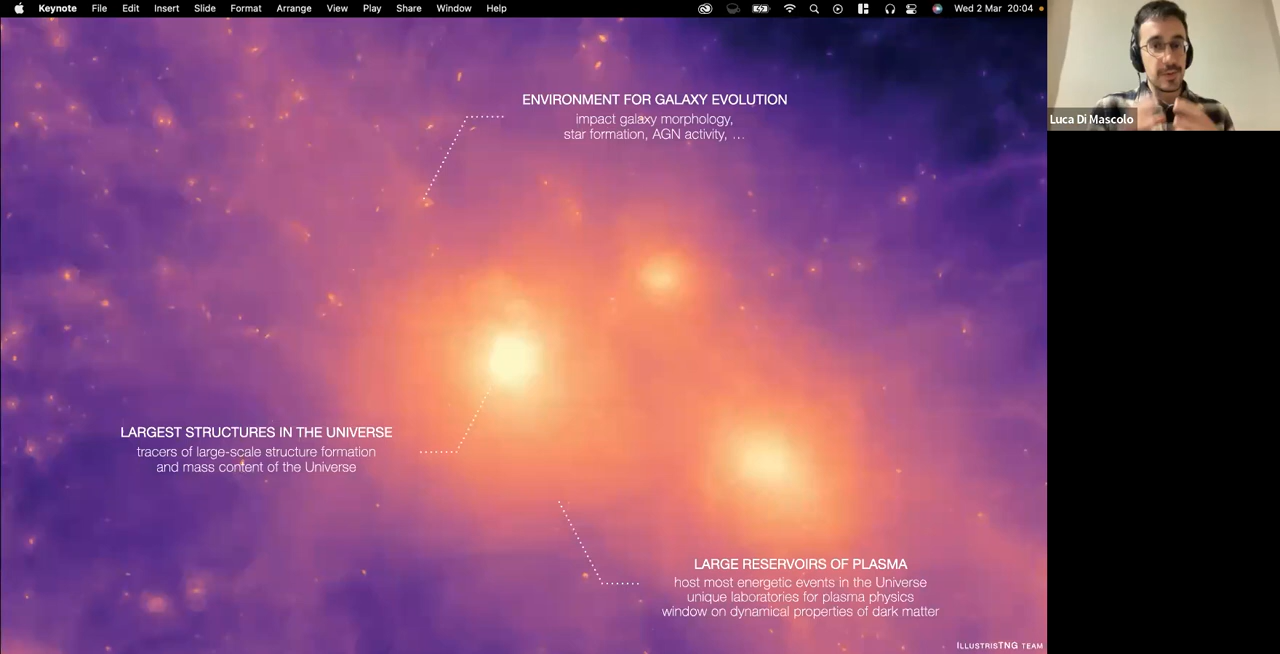 Keynote File Edit Insert Slide Format Arrange View Play Share Window Help Wed 2 Mar 20:04
ENVIRONMENT FOR GALAXY EVOLUTION
impact galaxy morphology,
star formation, AGN activity, …
Luca Di Mascolo
LARGEST STRUCTURES IN THE UNIVERSE
tracers of large-scale structure formation
and mass content of the Universe
LARGE RESERVOIRS OF PLASMA
host most energetic events in the Universe
unique laboratories for plasma physics
window on dynamical properties of dark matter
ILLUSTRISTNG TEAM